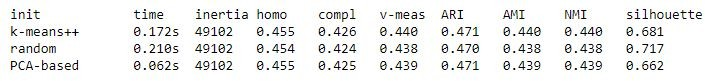 init time inertia homo compl v-meas ARI AMI NMI silhouette
k-means++ 0.172s 49102 0.455 0.426 0.440 0.471 0.440 0.440 0.681
random 0.210s 49102 0.454 0.424 0.438 0.470 0.438 0.438 0.717
PCA-based 0.062s 49102 0.455 0.425 0.439 0.471 0.439 0.439 0.662